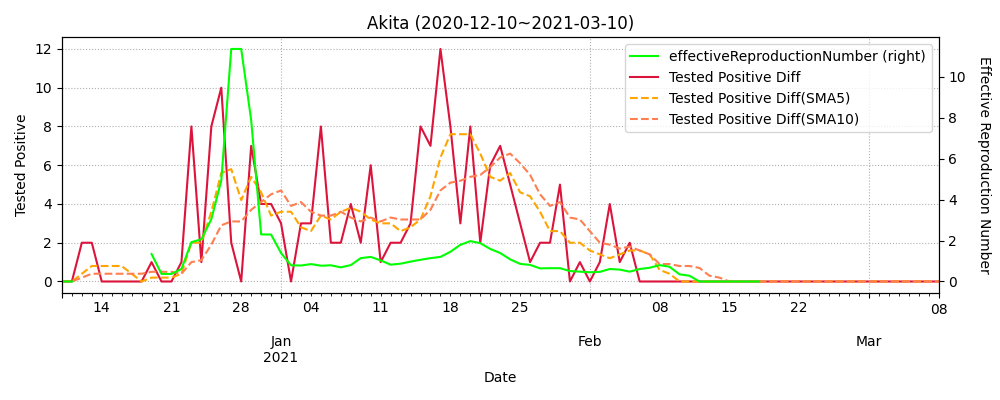 Akita (2020-12-10~2021-03-10)
effectiveReproductionNumber (right)
Tested Positive Diff
Tested Positive Diff(SMA5)
Tested Positive Diff(SMA10)
Tested Positive
12
10
8
6
4
2
0
10
8
6
4
2
0
Effective Reproduction Number
14 21 28 04 11 18 25 08 15 22 08
Jan Feb Mar
2021
Date